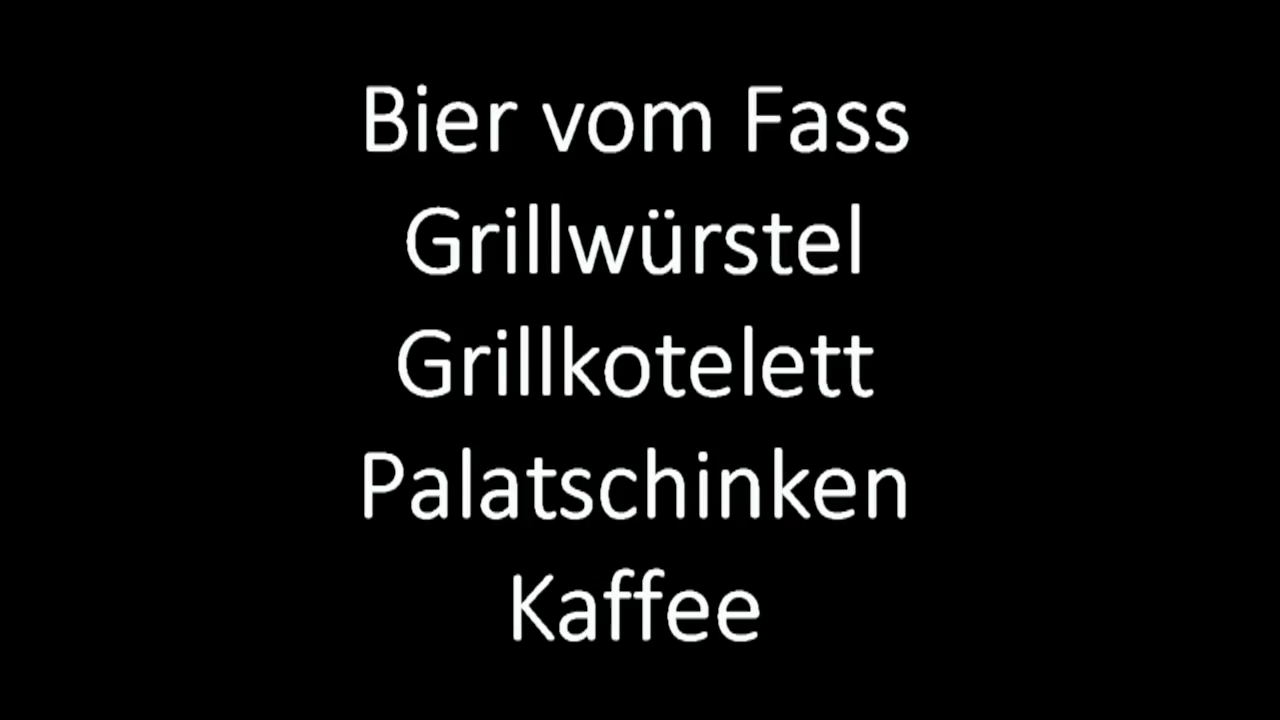 Bier vom Fass
Grillwürstel
Grillkotelett
Palatschinken
Kaffee